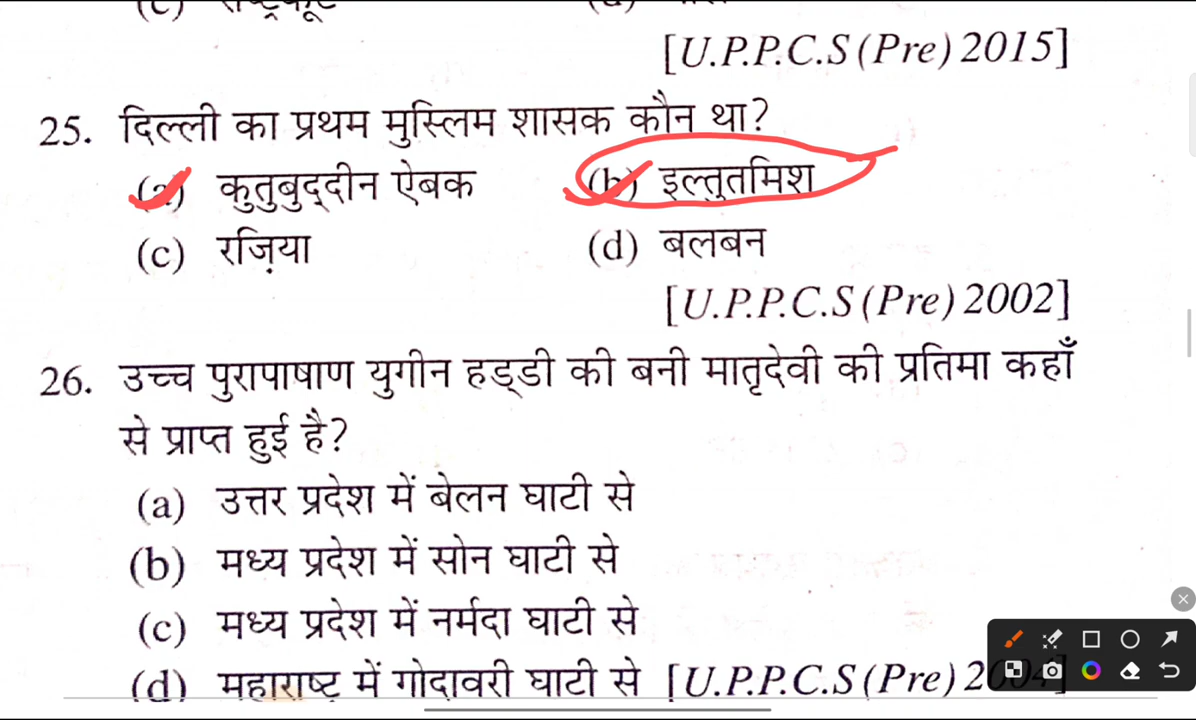 [U.P.P.C.S (Pre) 2015]
25. दिल्ली का प्रथम मुस्लिम शासक कौन था?
(a) कुतुबुद्दीन ऐबक (b) इल्तुतमिश
(c) रज़िया (d) बलबन
[U.P.P.C.S (Pre) 2002]
26. उच्च पुरापाषाण युगीन हड्डी की बनी मातृदेवी की प्रतिमा कहाँ
से प्राप्त हुई है?
(a) उत्तर प्रदेश में बेलन घाटी से
(b) मध्य प्रदेश में सोन घाटी से
(c) मध्य प्रदेश में नर्मदा घाटी से
(d) महाराष्ट्र में गोदावरी घाटी से [U.P.P.C.S (Pre) 2004]